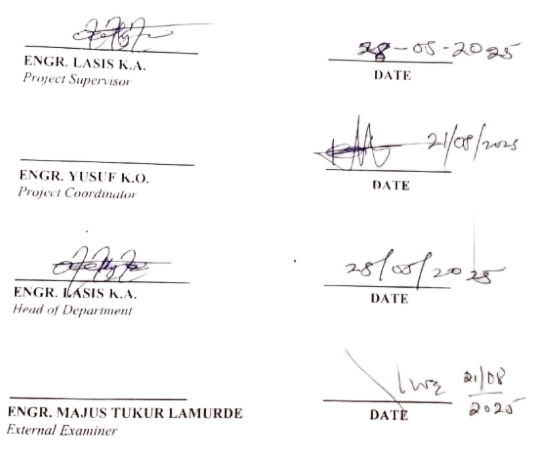 28-08-2025
ENGR. LASIS K.A.
Project Supervisor
DATE
21/08/2025
ENGR. YUSUF K.O.
Project Coordinator
DATE
28/08/2025
ENGR. LASIS K.A.
Head of Department
DATE
21/08
2025
ENGR. MAJUS TUKUR LAMURDE
External Examiner
DATE